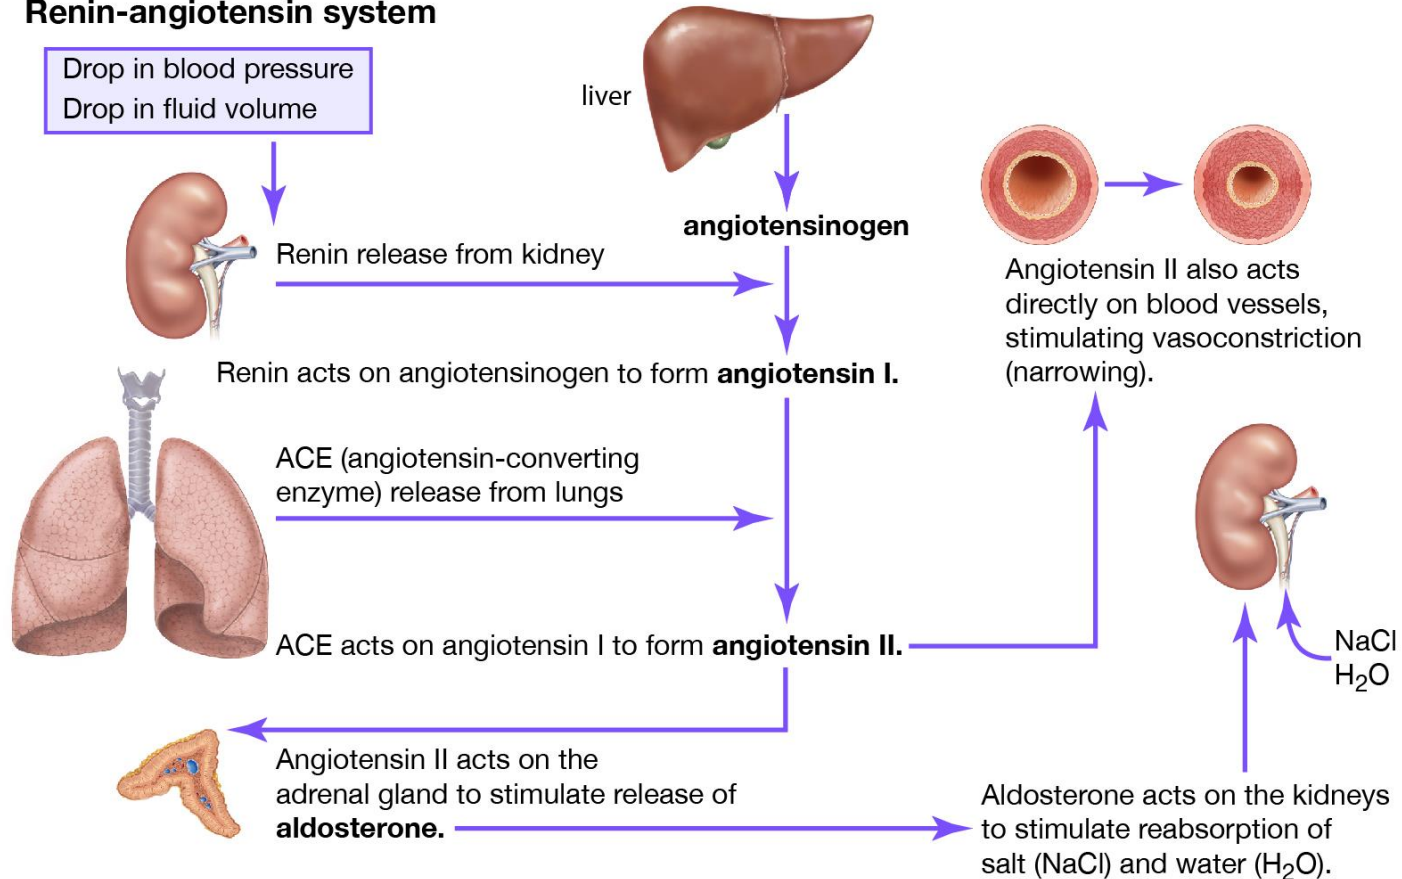 Renin-angiotensin system
Drop in blood pressure
Drop in fluid volume
liver
angiotensinogen
Renin release from kidney
Renin acts on angiotensinogen to form angiotensin I.
ACE (angiotensin-converting
enzyme) release from lungs
ACE acts on angiotensin I to form angiotensin II.
Angiotensin II also acts
directly on blood vessels,
stimulating vasoconstriction
(narrowing).
Angiotensin II acts on the
adrenal gland to stimulate release of
aldosterone.
Aldosterone acts on the kidneys
to stimulate reabsorption of
salt (NaCl) and water (H₂O).
NaCl
H₂O